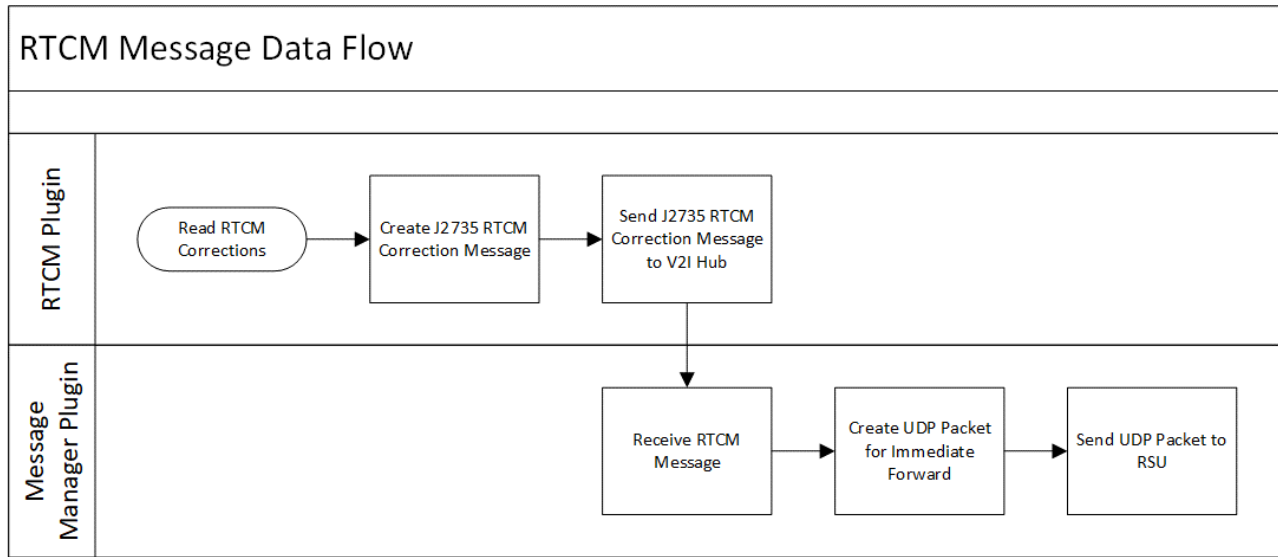 RTCM Message Data Flow
RTCM Plugin
Read RTCM
Corrections
Create J2735 RTCM
Correction Message
Send J2735 RTCM
Correction Message
to V2I Hub
Message
Manager Plugin
Receive RTCM
Message
Create UDP Packet
for Immediate
Forward
Send UDP Packet to
RSU